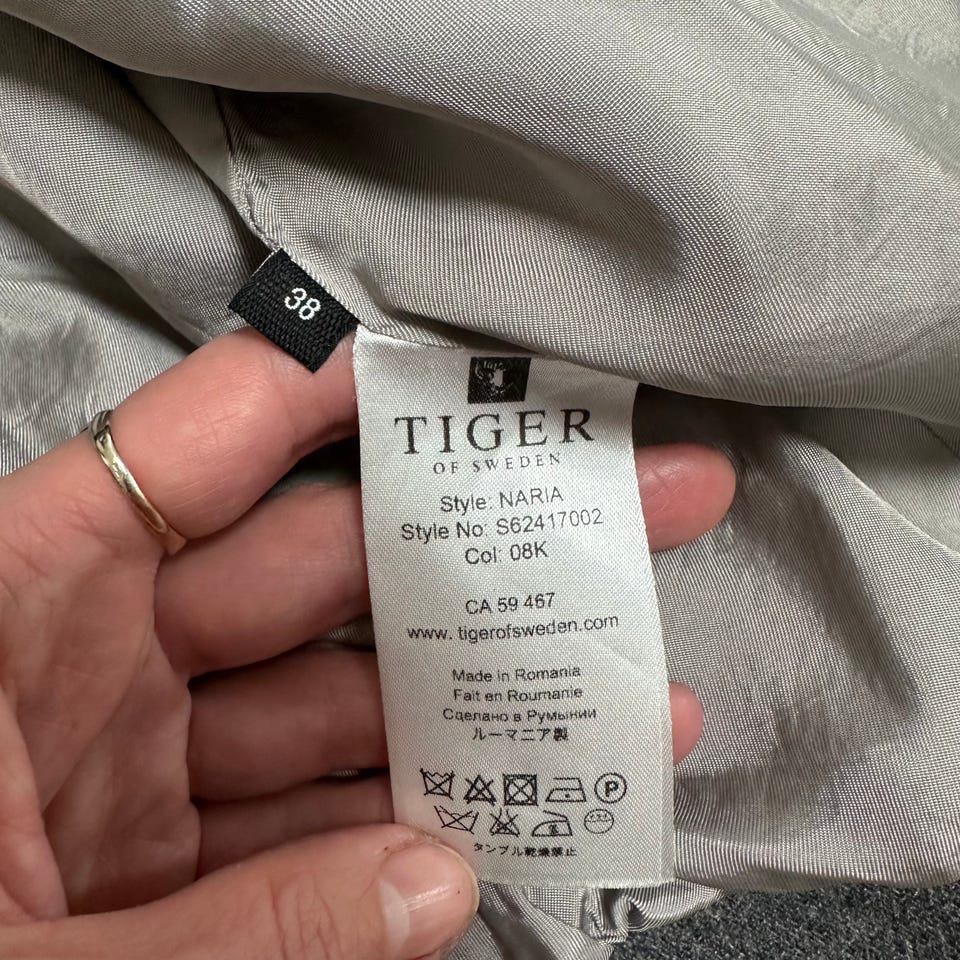 38
TIGER
OF SWEDEN
Style: NARIA
Style No: S62417002
Col: 08K
CA 59 467
www. tigerofsweden.com
Made in Romania
Fait en Roumanie
Сделано в Румынии
ルーマニア製
P
タンブル乾燥禁止